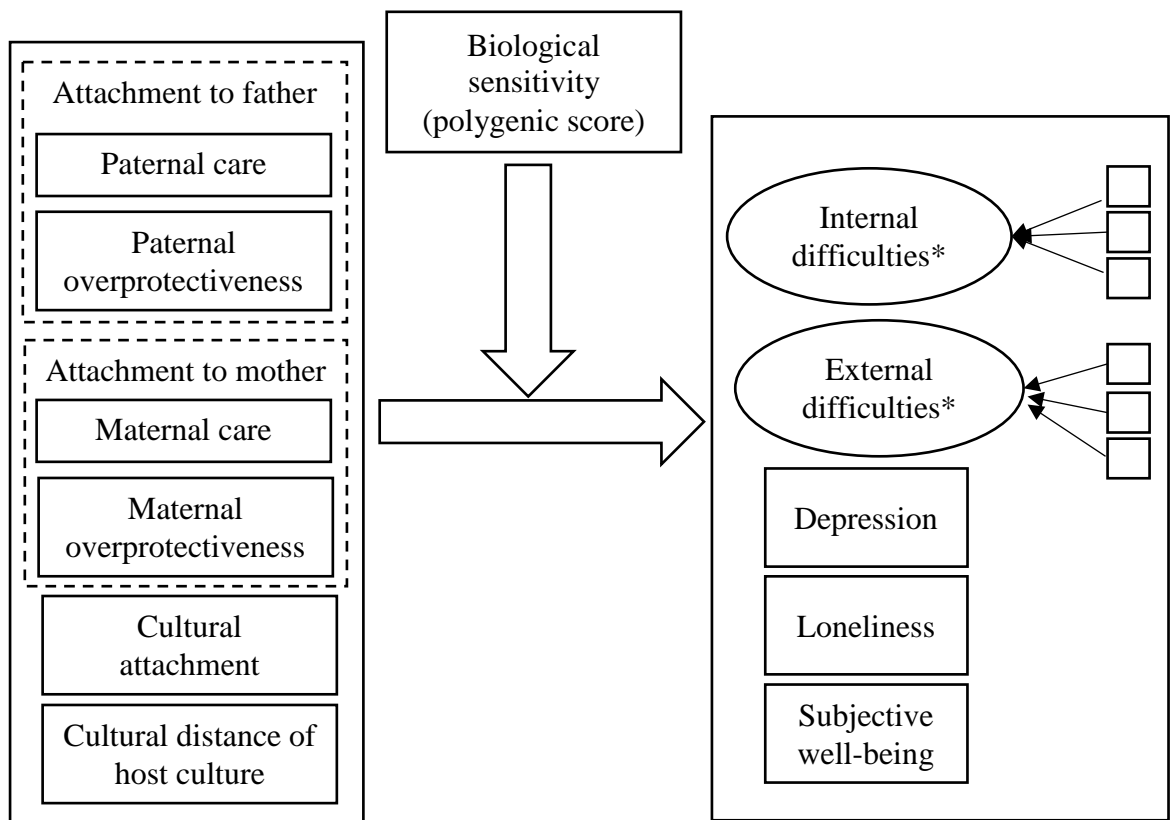 Attachment to father
Paternal care
Paternal
overprotectiveness
Attachment to mother
Maternal care
Maternal
overprotectiveness
Cultural
attachment
Cultural distance of
host culture
Biological
sensitivity
(polygenic score)
Internal
difficulties*
External
difficulties*
Depression
Loneliness
Subjective
well-being